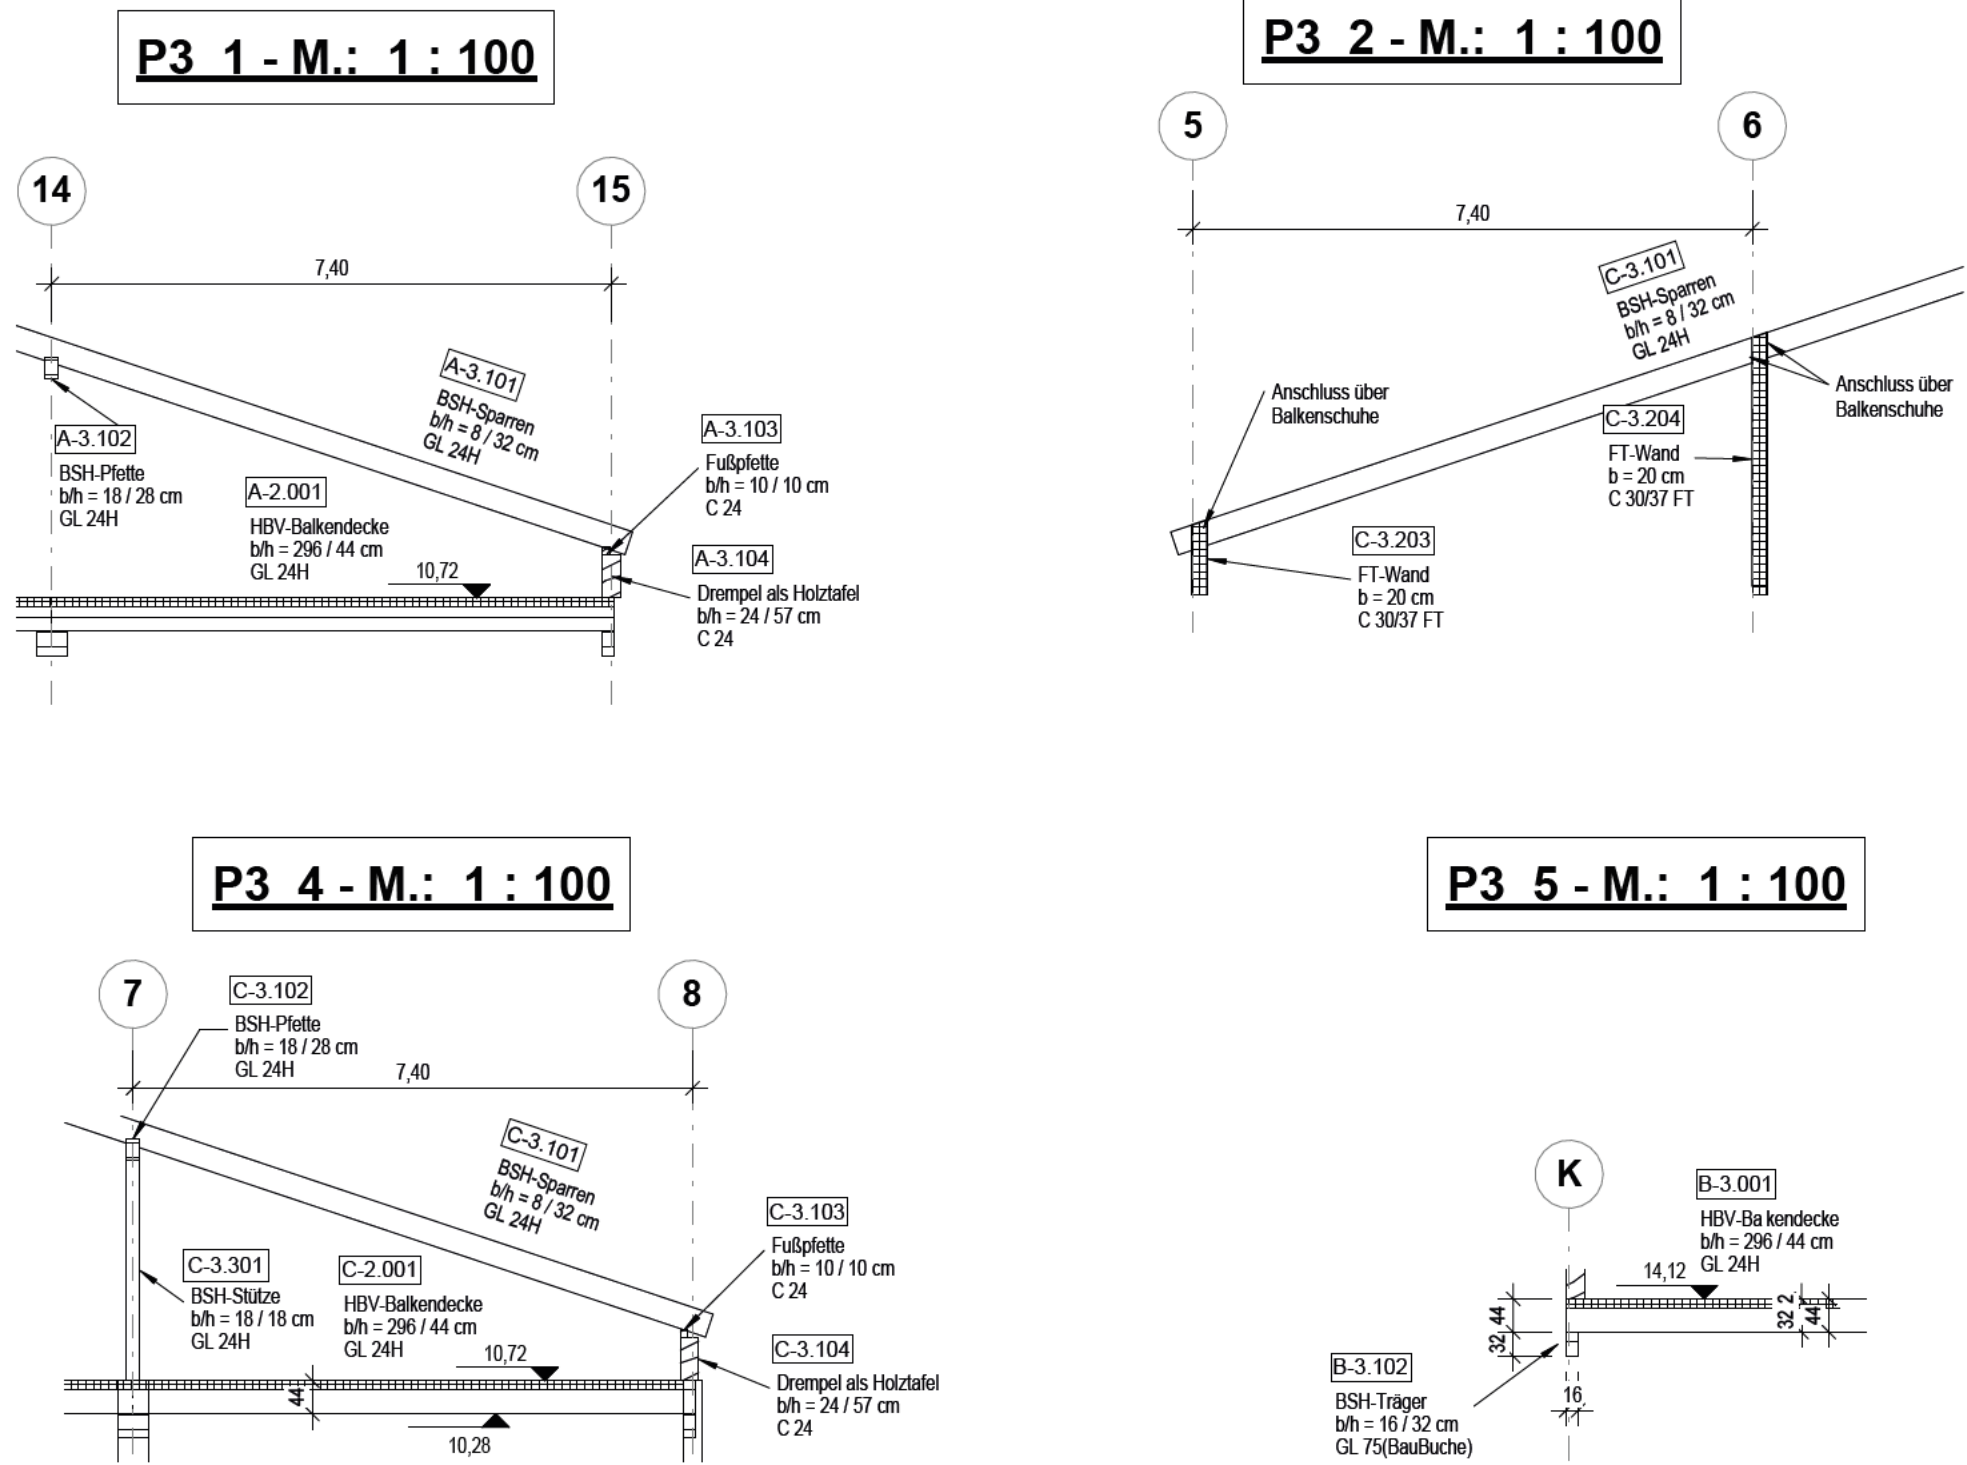 P3 1 - M.: 1 : 100
14
15
7,40
A-3.101
BSH-Sparren
b/h = 8 / 32 cm
GL 24H
A-3.102
BSH-Pfette
b/h = 18 / 28 cm
GL 24H
A-2.001
HBV-Balkendecke
b/h = 296 / 44 cm
GL 24H
10,72
A-3.103
Fußpfette
b/h = 10 / 10 cm
C 24
A-3.104
Drempel als Holztafel
b/h = 24 / 57 cm
C 24
P3 2 - M.: 1 : 100
5
6
7,40
C-3.101
BSH-Sparren
b/h = 8 / 32 cm
GL 24H
Anschluss über
Balkenschuhe
Anschluss über
Balkenschuhe
C-3.204
FT-Wand
b = 20 cm
C 30/37 FT
C-3.203
FT-Wand
b = 20 cm
C 30/37 FT
P3 4 - M.: 1 : 100
7
8
C-3.102
BSH-Pfette
b/h = 18 / 28 cm
GL 24H
7,40
C-3.101
BSH-Sparren
b/h = 8 / 32 cm
GL 24H
C-3.301
BSH-Stütze
b/h = 18 / 18 cm
GL 24H
C-2.001
HBV-Balkendecke
b/h = 296 / 44 cm
GL 24H
10,72
44
10,28
C-3.103
Fußpfette
b/h = 10 / 10 cm
C 24
C-3.104
Drempel als Holztafel
b/h = 24 / 57 cm
C 24
P3 5 - M.: 1 : 100
K
B-3.001
HBV-Ba kendecke
b/h = 296 / 44 cm
GL 24H
14,12
32 44
32 2
44
B-3.102
BSH-Träger
b/h = 16 / 32 cm
GL 75(BauBuche)
16